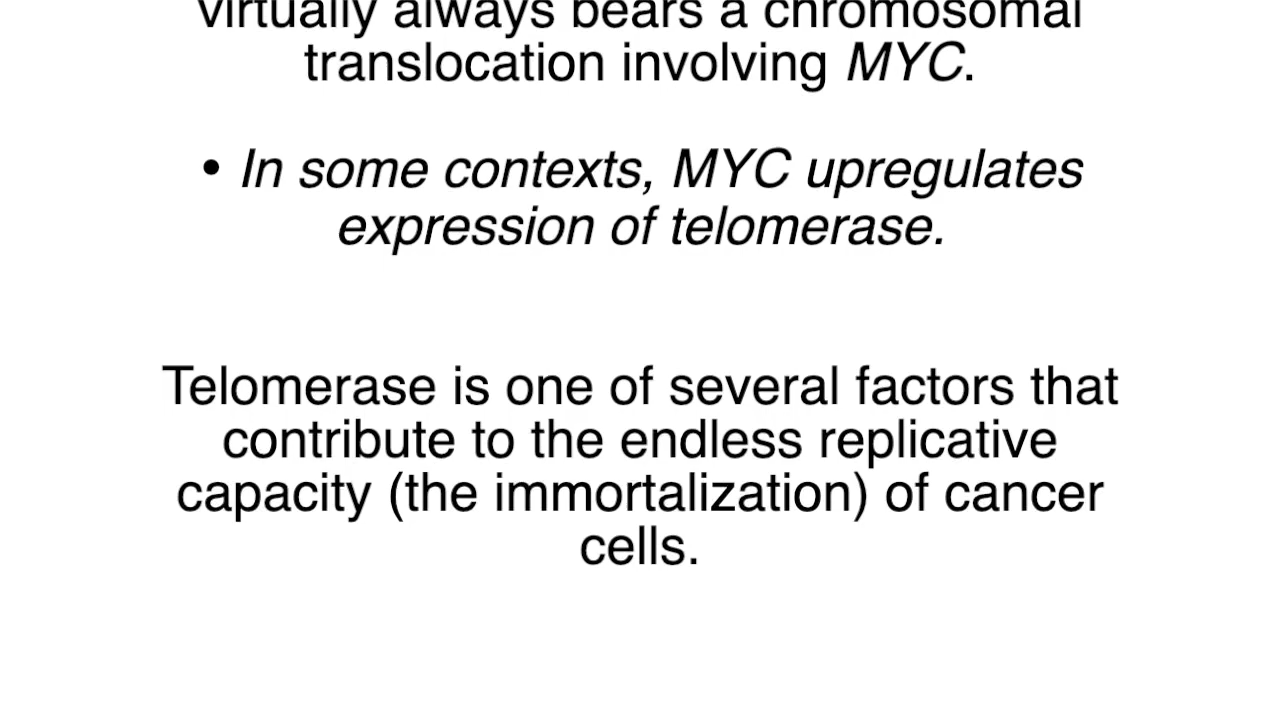 virtually always bears a chromosomal
translocation involving MYC.
• In some contexts, MYC upregulates
expression of telomerase.
Telomerase is one of several factors that
contribute to the endless replicative
capacity (the immortalization) of cancer
cells.